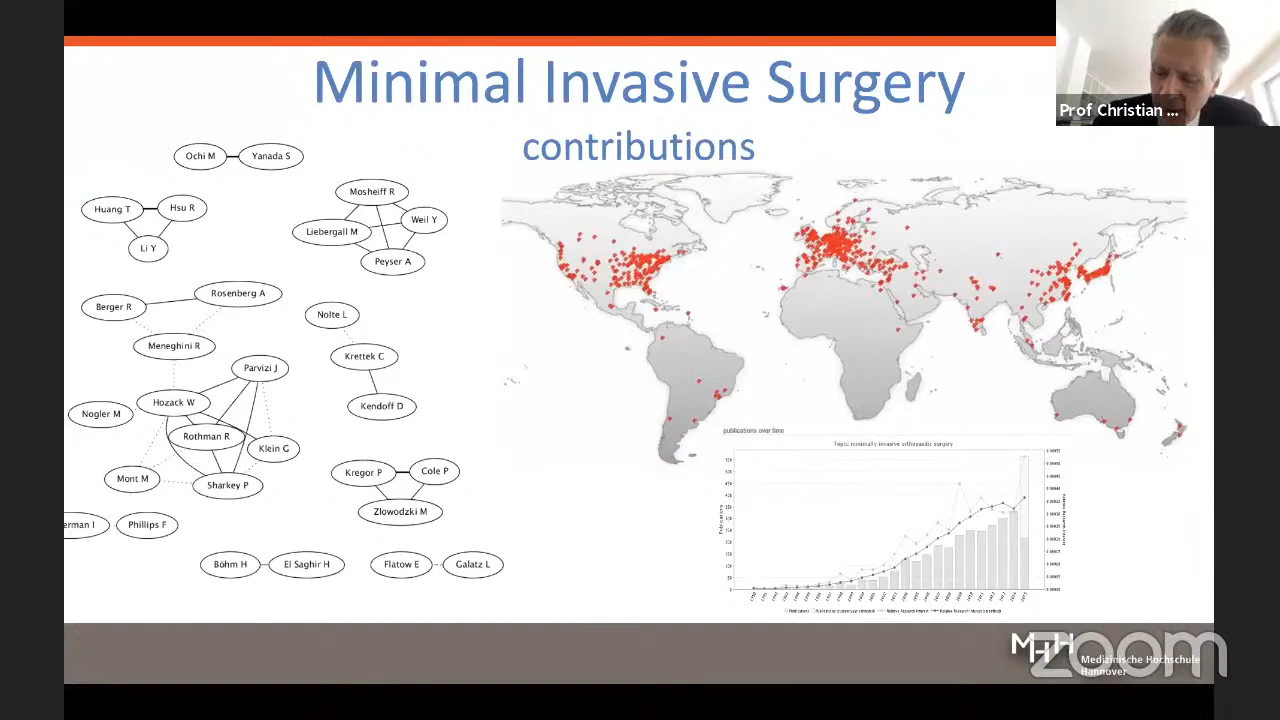 Minimal Invasive Surgery
contributions
Prof Christian ...
Ochi M
Yanada S
Huang T
Hsu R
Li Y
Mosheiff R
Weil Y
Liebergall M
Peyser A
Berger R
Rosenberg A
Meneghini R
Nolte L
Krettek C
Kendoff D
Parvizi J
Hozack W
Nogler M
Rothman R
Klein G
Mont M
Sharkey P
Kregor P
Cole P
Zlowodzki M
erman I
Phillips F
Böhm H
El Saghir H
Flatow E
Galatz L
publications over time
Topic: minimally invasive orthopaedic surgery
Publications
MHH
Medizinische Hochschule
Hannover
zoom